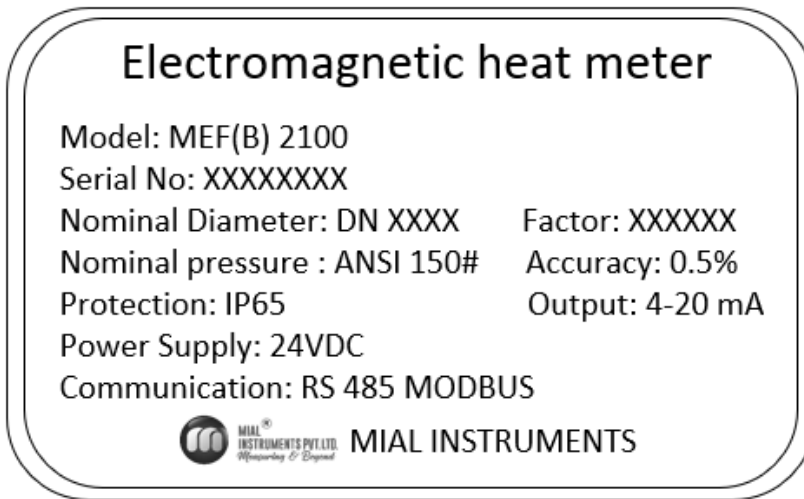 Electromagnetic heat meter
Model: MEF(B) 2100
Serial No: XXXXXXXX
Nominal Diameter: DN XXXX Factor: XXXXXX
Nominal pressure : ANSI 150# Accuracy: 0.5%
Protection: IP65 Output: 4-20 mA
Power Supply: 24VDC
Communication: RS 485 MODBUS
MIAL®
INSTRUMENTS PVT.LTD.
Measuring & Beyond
MIAL INSTRUMENTS